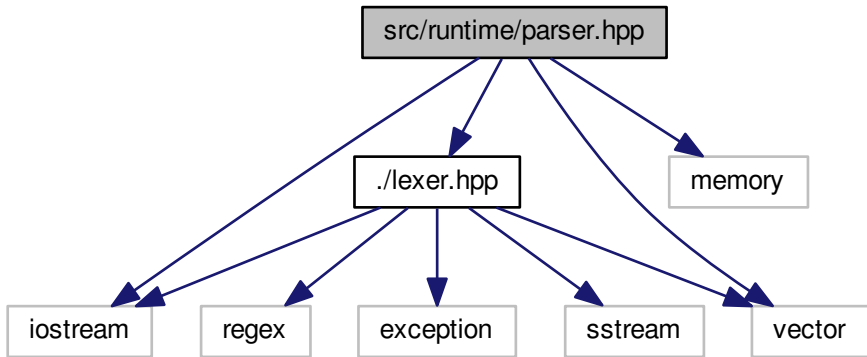 src/runtime/parser.hpp
./lexer.hpp
memory
iostream
regex
exception
sstream
vector